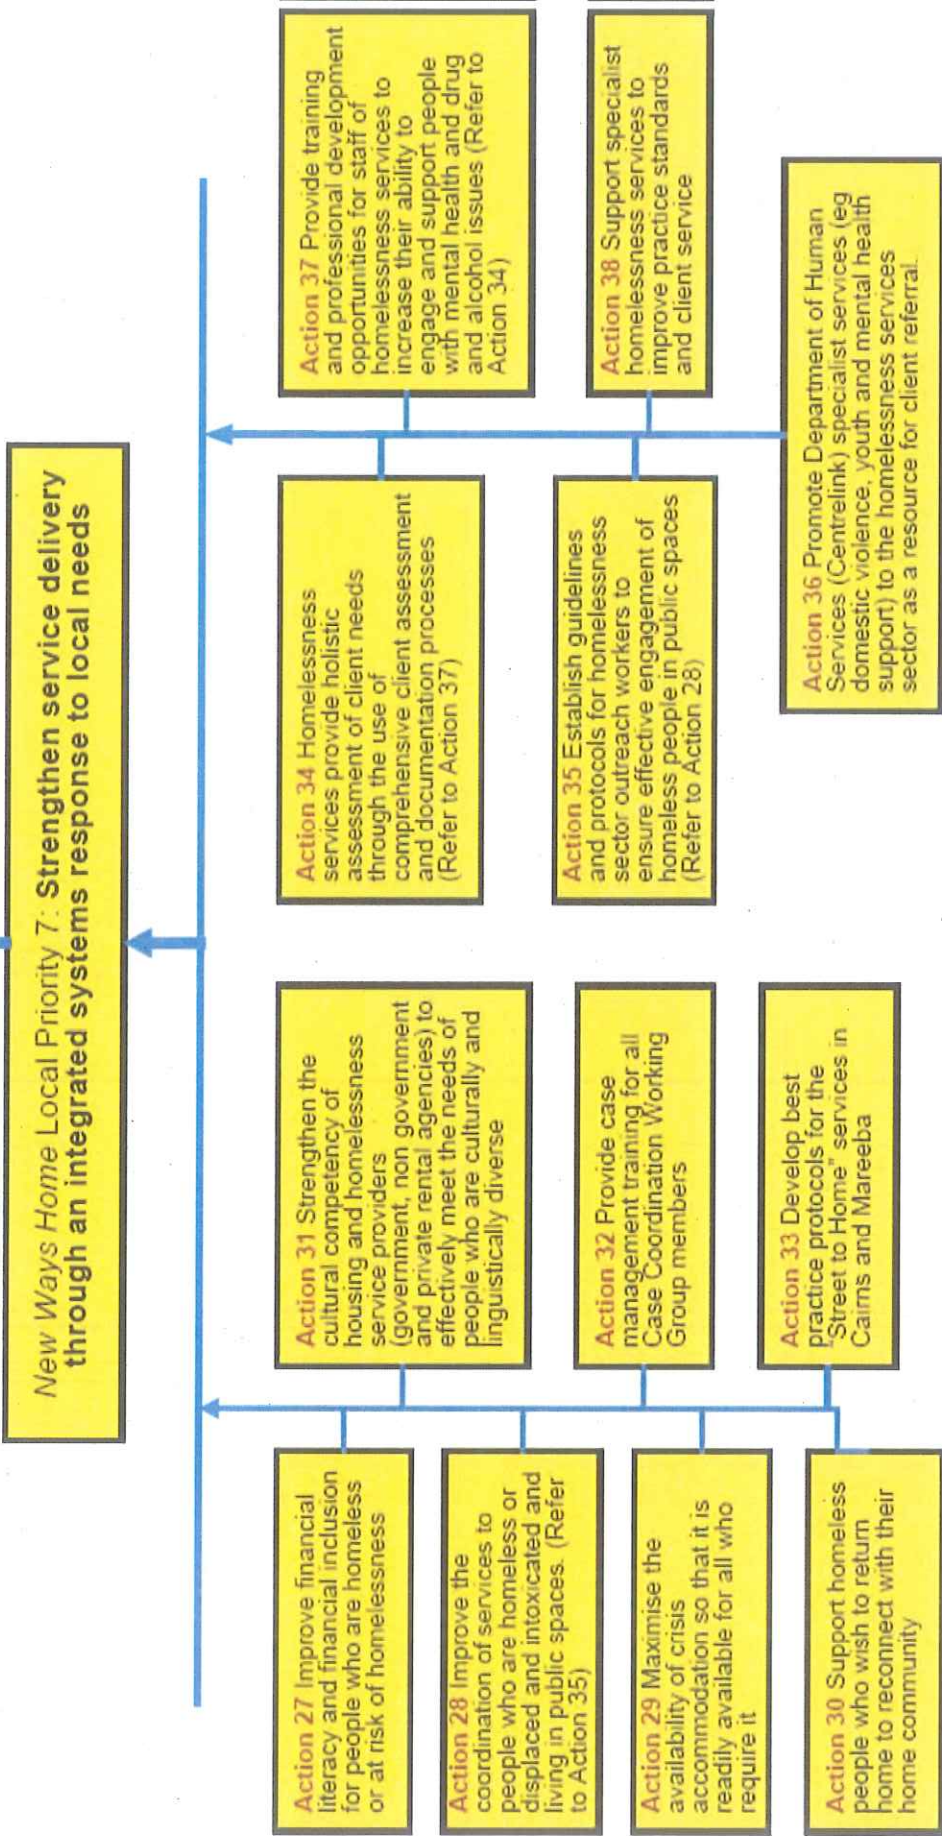 New Ways Home Local Priority 7: Strengthen service delivery
through an integrated systems response to local needs
Action 27 Improve financial
literacy and financial inclusion
for people who are homeless
or at risk of homelessness
Action 28 Improve the
coordination of services to
people who are homeless or
displaced and intoxicated and
living in public spaces. (Refer
to Action 35)
Action 29 Maximise the
availability of crisis
accommodation so that it is
readily available for all who
require it
Action 30 Support homeless
people who wish to return
home to reconnect with their
home community
Action 31 Strengthen the
cultural competency of
housing and homelessness
service providers
(government, non government
and private rental agencies) to
effectively meet the needs of
people who are culturally and
linguistically diverse
Action 32 Provide case
management training for all
Case Coordination Working
Group members
Action 33 Develop best
practice protocols for the
"Street to Home" services in
Cairns and Mareeba
Action 34 Homelessness
services provide holistic
assessment of client needs
through the use of
comprehensive client assessment
and documentation processes
(Refer to Action 37)
Action 35 Establish guidelines
and protocols for homelessness
sector outreach workers to
ensure effective engagement of
homeless people in public spaces
(Refer to Action 28)
Action 36 Promote Department of Human
Services (Centrelink) specialist services (eg
domestic violence, youth and mental health
support) to the homelessness services
sector as a resource for client referral.
Action 37 Provide training
and professional development
opportunities for staff of
homelessness services to
increase their ability to
engage and support people
with mental health and drug
and alcohol issues (Refer to
Action 34)
Action 38 Support specialist
homelessness services to
improve practice standards
and client service